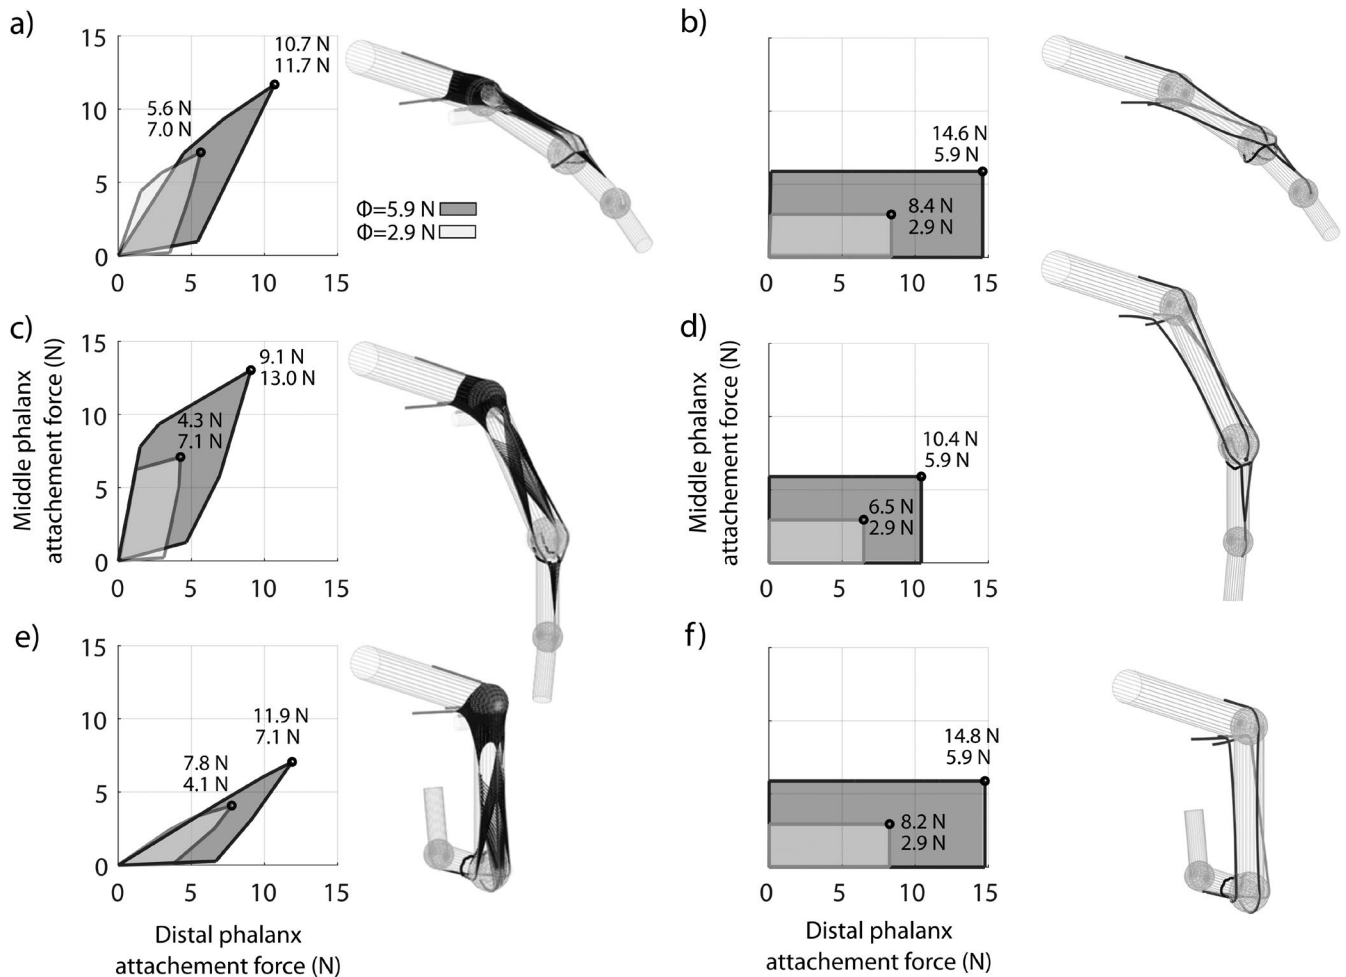 a)
15
10
5
0
0 5 10 15
10.7 N
11.7 N
5.6 N
7.0 N
Φ=5.9 N
Φ=2.9 N
b)
14.6 N
5.9 N
8.4 N
2.9 N
0 5 10 15
c)
Middle phalanx
attachement force (N)
15
10
5
0
0 5 10 15
9.1 N
13.0 N
4.3 N
7.1 N
d)
Middle phalanx
attachement force (N)
10.4 N
5.9 N
6.5 N
2.9 N
0 5 10 15
e)
15
10
5
0
0 5 10 15
11.9 N
7.1 N
7.8 N
4.1 N
Distal phalanx
attachement force (N)
f)
14.8 N
5.9 N
8.2 N
2.9 N
0 5 10 15
Distal phalanx
attachement force (N)